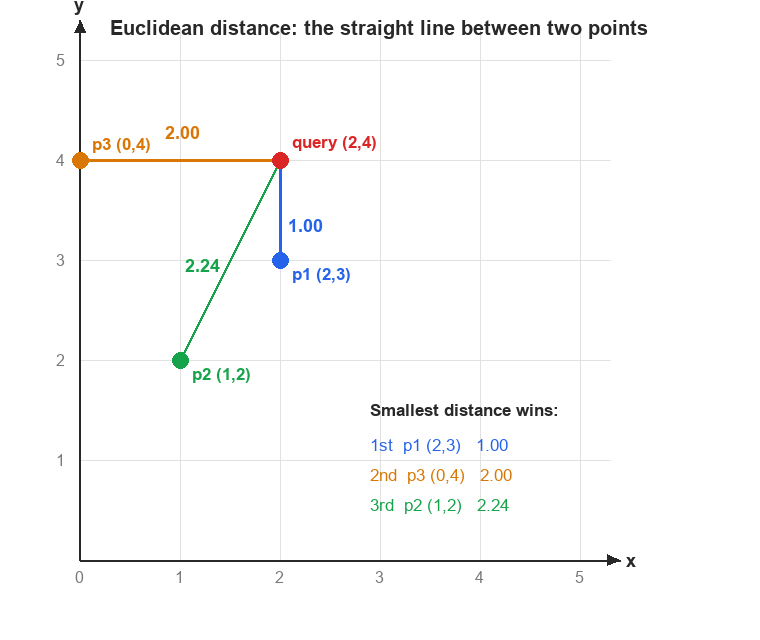 y
Euclidean distance: the straight line between two points
5
2.00
p3 (0,4)
query (2,4)
4
1.00
2.24
3
p1 (2,3)
2
p2 (1,2)
Smallest distance wins:
1st p1 (2,3) 1.00
1
2nd p3 (0,4) 2.00
3rd p2 (1,2) 2.24
x
0 1 2 3 4 5